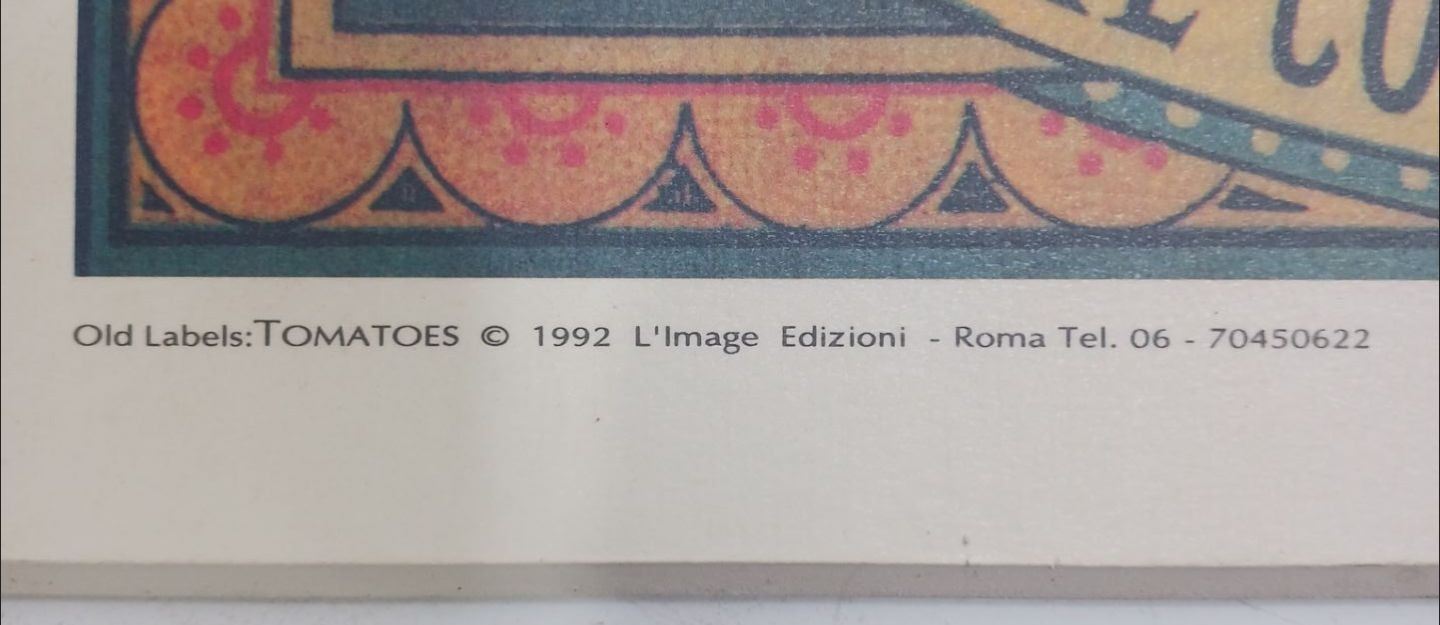 Old Labels:TOMATOES © 1992 L'Image Edizioni - Roma Tel. 06 - 70450622